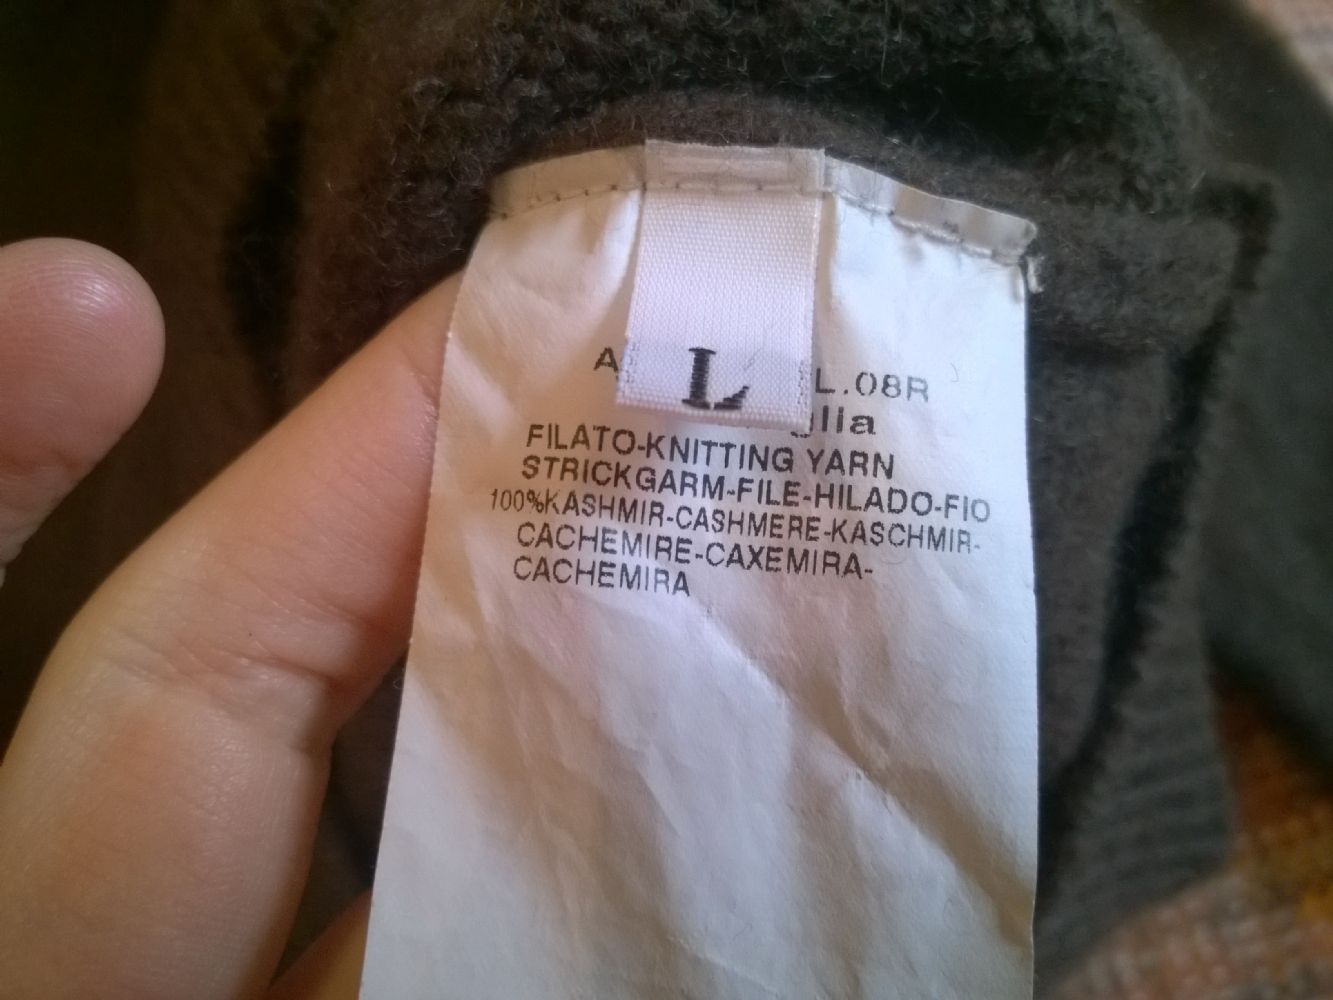 L
L.08R
FILATO-KNITTING YARN
STRICKGARM-FILE-HILADO-FIO
100%KASHMIR-CASHMERE-KASCHMIR-
CACHEMIRE-CAXEMIRA-
CACHEMIRA